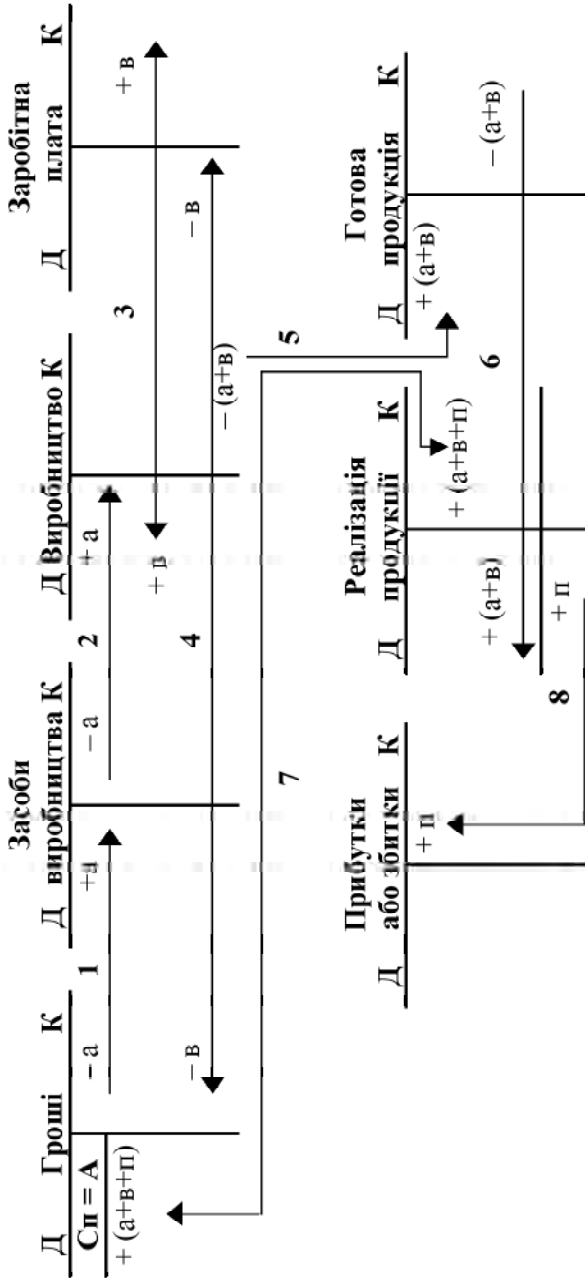 Д Гроші К
Сп = А
+ (а+в+п)
– а
– в
1
Засоби
Д виробництва К
+а
– а
2
Д Виробництво К
+ а
+ в
– (а+в)
3
4
Заробітна
Д плата К
+ в
– в
5
7
Прибутки
Д або збитки К
+ п
8
Реалізація
Д продукції К
+ (а+в)
+ (а+в+п)
+ п
6
Готова
Д продукція К
+ (а+в)
– (а+в)